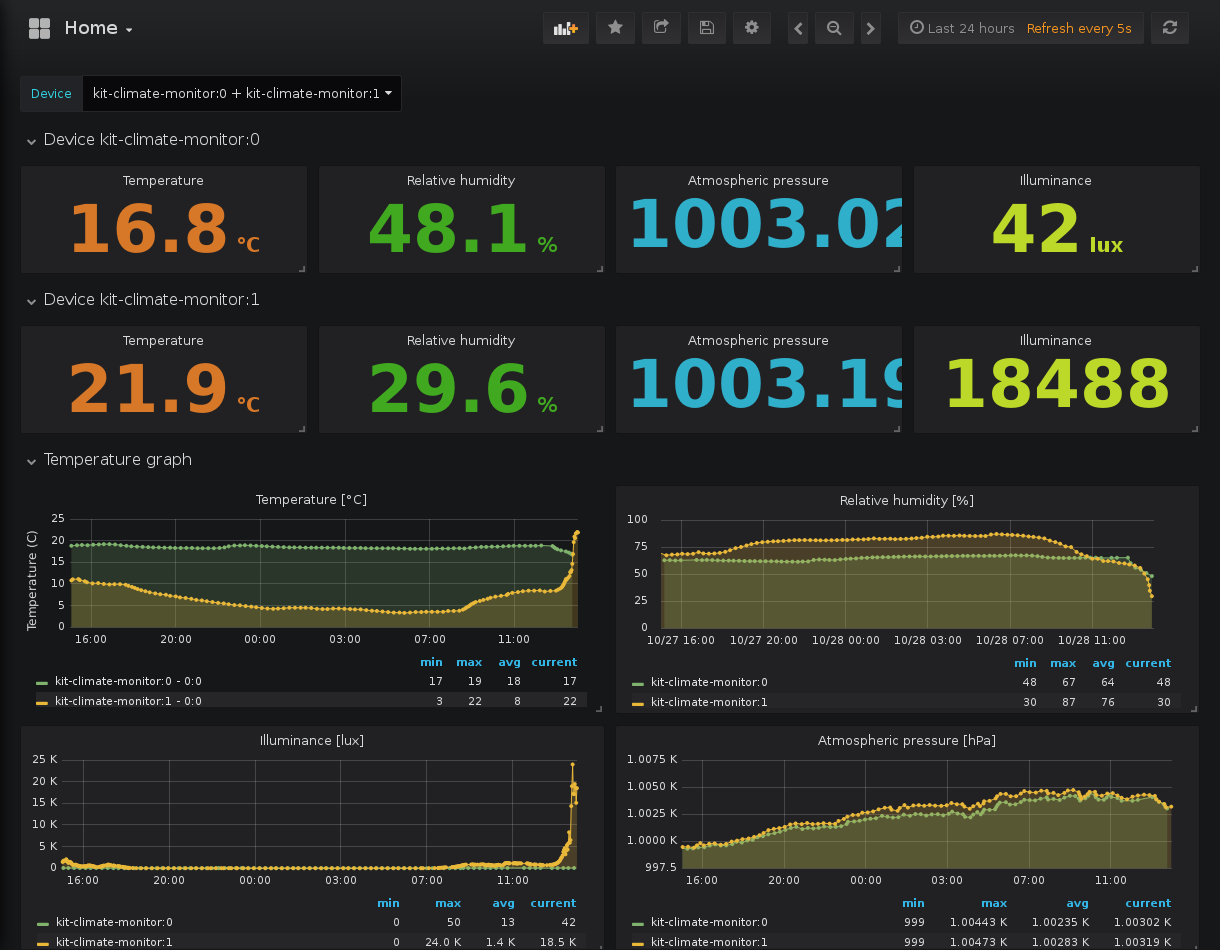 Home
Last 24 hours Refresh every 5s
Device kit-climate-monitor:0 + kit-climate-monitor:1
Device kit-climate-monitor:0
Temperature Relative humidity Atmospheric pressure Illuminance
16.8 °C 48.1 % 1003.02 42 lux
Device kit-climate-monitor:1
Temperature Relative humidity Atmospheric pressure Illuminance
21.9 °C 29.6 % 1003.19 18488
Temperature graph
Temperature [°C]
Temperature (C)
25
20
15
10
5
0
16:00 20:00 00:00 03:00 07:00 11:00
min max avg current
kit-climate-monitor:0 - 0:0 17 19 18 17
kit-climate-monitor:1 - 0:0 3 22 8 22
Relative humidity [%]
100
75
50
25
0
10/27 16:00 10/27 20:00 10/28 00:00 10/28 03:00 10/28 07:00 10/28 11:00
min max avg current
kit-climate-monitor:0 48 67 64 48
kit-climate-monitor:1 30 87 76 30
Illuminance [lux]
25 K
20 K
15 K
10 K
5 K
0
16:00 20:00 00:00 03:00 07:00 11:00
min max avg current
kit-climate-monitor:0 0 50 13 42
kit-climate-monitor:1 0 24.0 K 1.4 K 18.5 K
Atmospheric pressure [hPa]
1.0075 K
1.0050 K
1.0025 K
1.0000 K
997.5
16:00 20:00 00:00 03:00 07:00 11:00
min max avg current
kit-climate-monitor:0 999 1.00443 K 1.00235 K 1.00302 K
kit-climate-monitor:1 999 1.00473 K 1.00283 K 1.00319 K